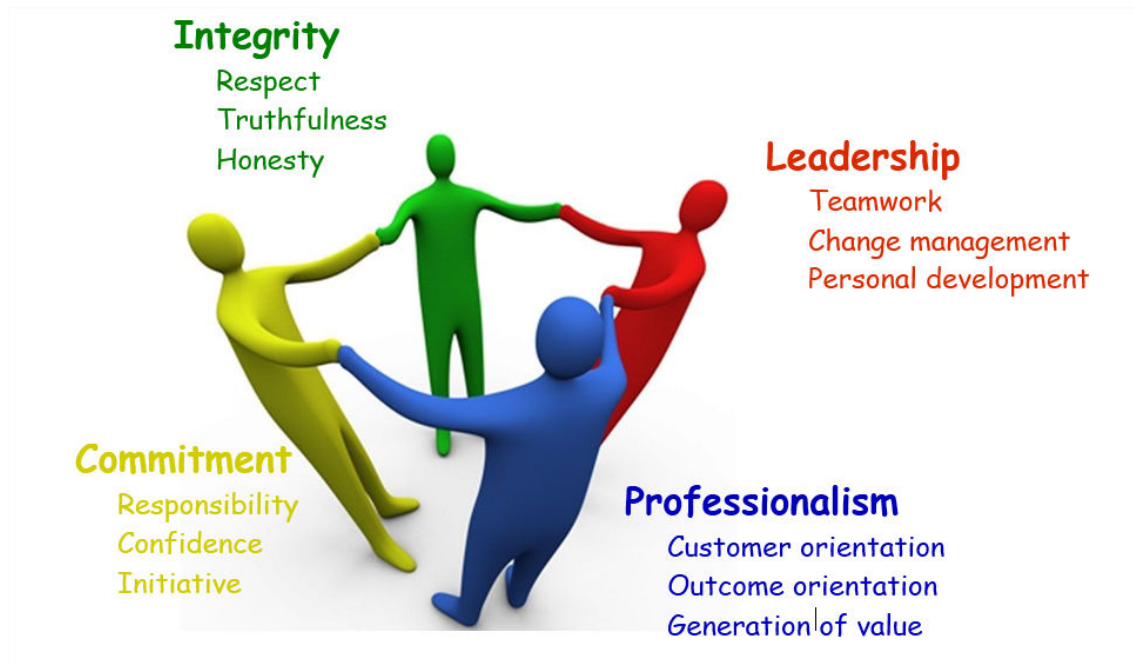 Integrity
Respect
Truthfulness
Honesty
Leadership
Teamwork
Change management
Personal development
Commitment
Responsibility
Confidence
Initiative
Professionalism
Customer orientation
Outcome orientation
Generation of value